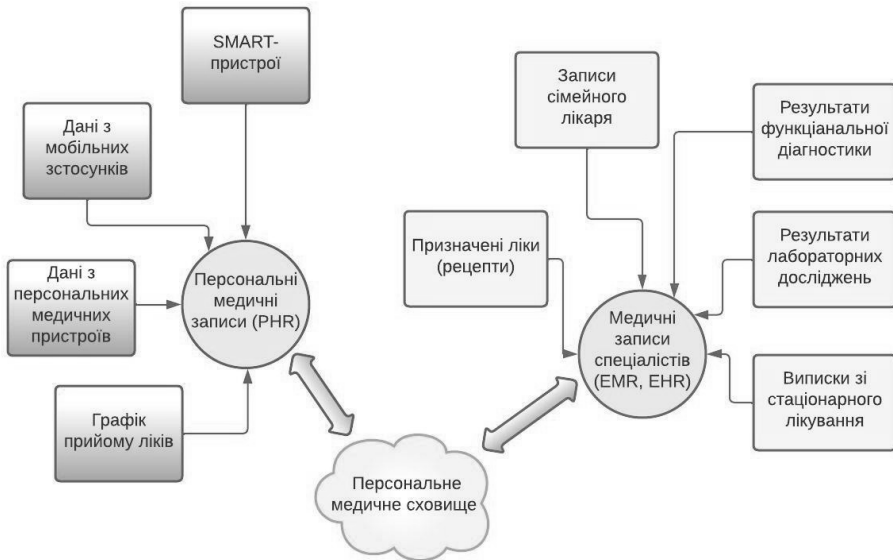 SMART-
пристрої
Дані з
мобільних
зстосунків
Дані з
персональних
медичних
пристроїв
Графік
прийому ліків
Персональні
медичні
записи (PHR)
Записи
сімейного
лікаря
Призначені ліки
(рецепти)
Результати
функціанальної
діагностики
Результати
лабораторних
досліджень
Виписки зі
стаціонарного
лікування
Медичні
записи
спеціалістів
(EMR, EHR)
Персональне
медичне сховище